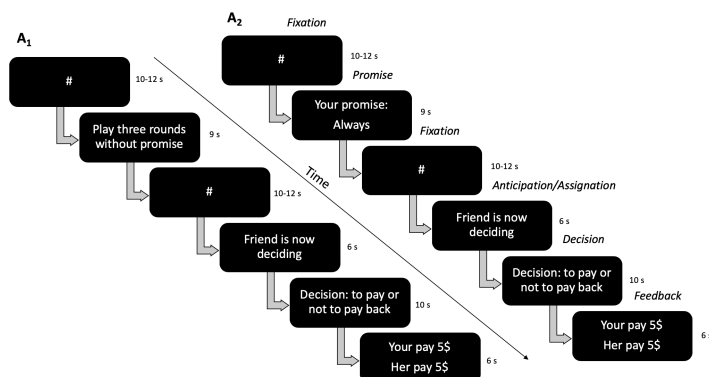 A1
#
10-12 s
Play three rounds
without promise
9 s
#
10-12 s
Friend is now
deciding
6 s
Decision: to pay or
not to pay back
10 s
Your pay 5$
Her pay 5$
6 s
Time
A2
Fixation
#
10-12 s
Promise
Your promise:
Always
9 s
Fixation
#
10-12 s
Anticipation/Assignation
Friend is now
deciding
6 s
Decision
Decision: to pay or
not to pay back
10 s
Feedback
Your pay 5$
Her pay 5$
6 s